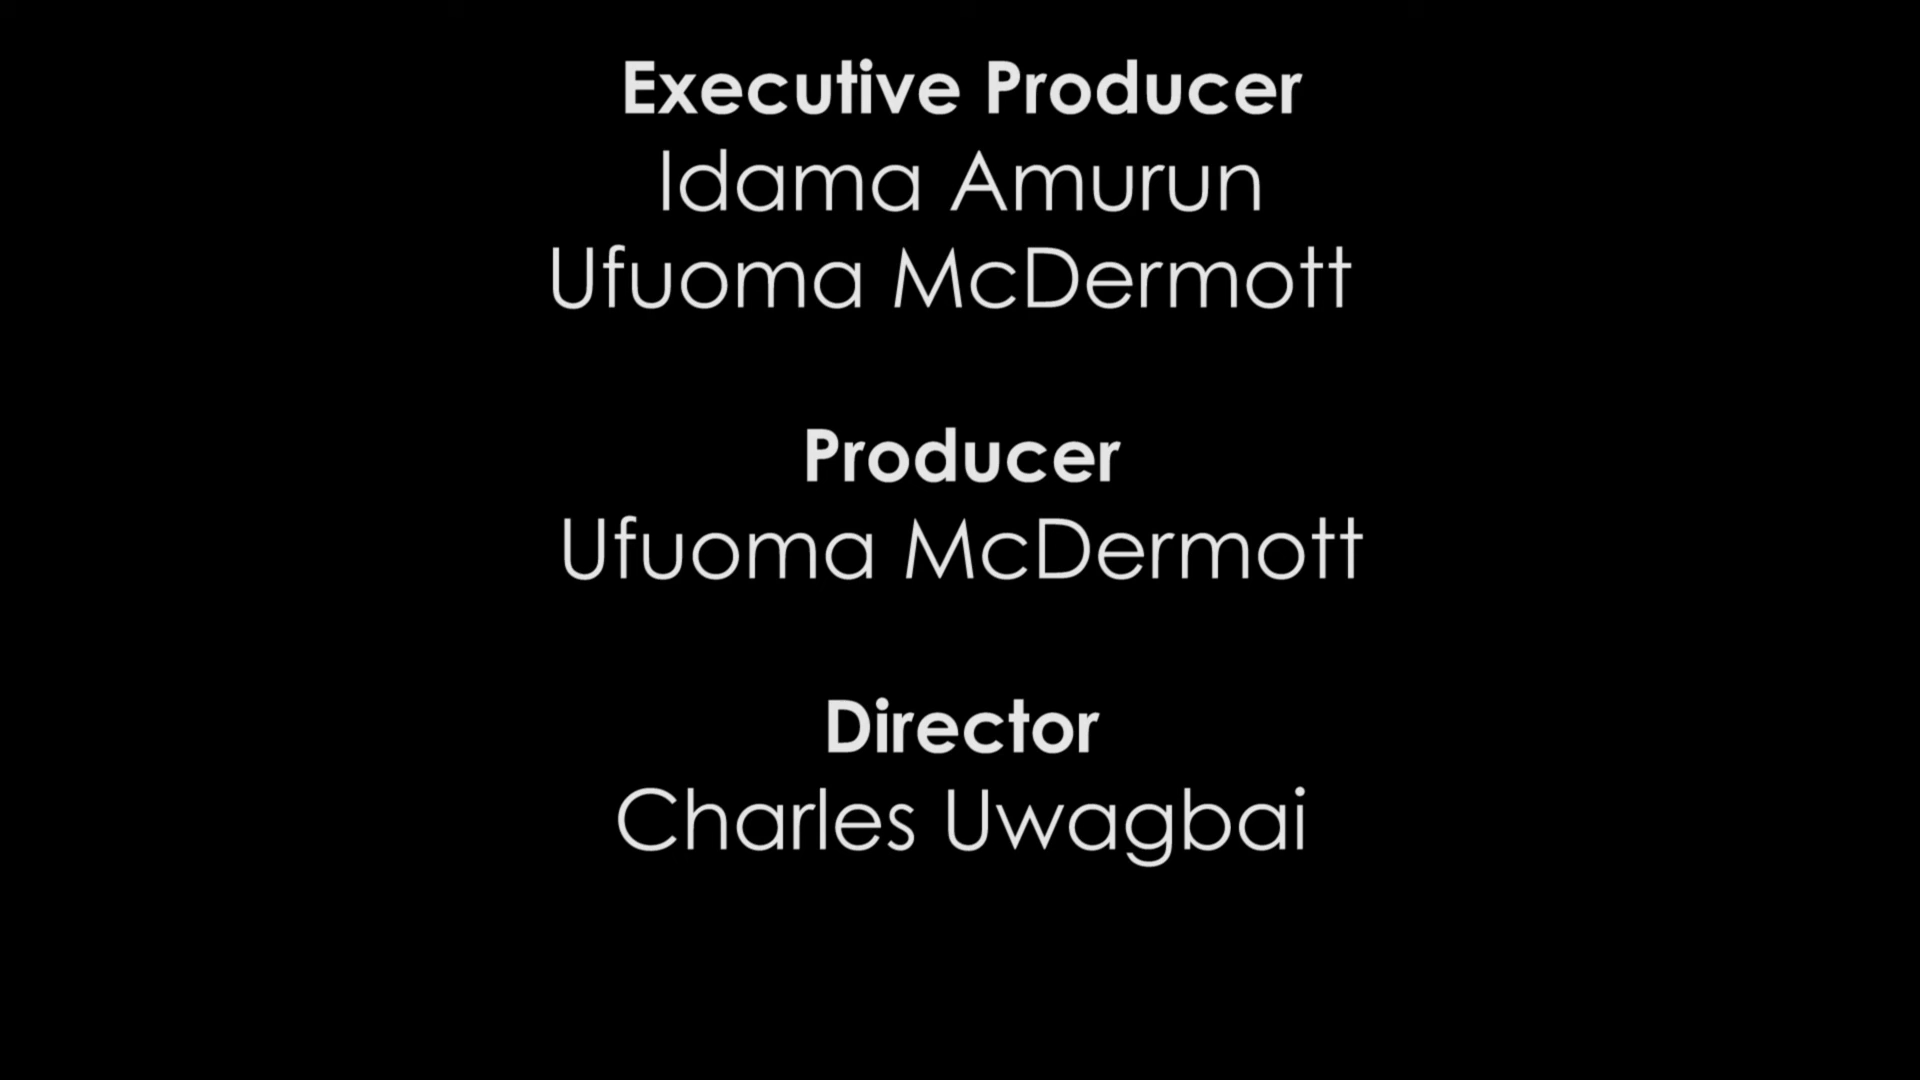 Executive Producer
Idama Amurun
Ufuoma McDermott
Producer
Ufuoma McDermott
Director
Charles Uwagbai